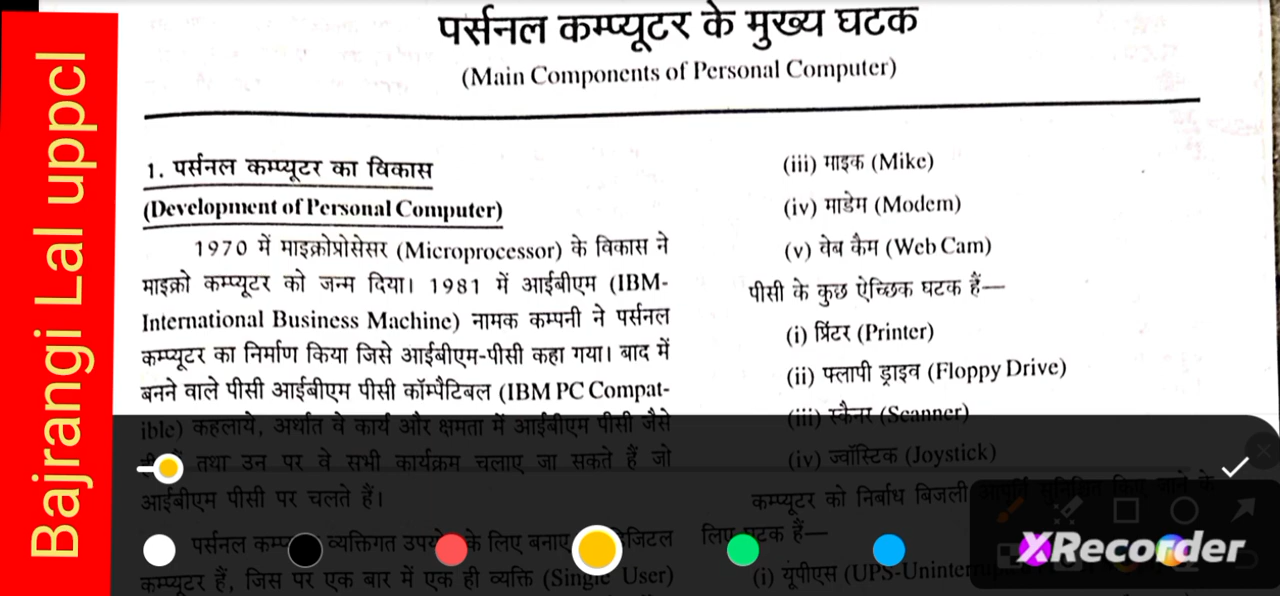 Bajrangi Lal uppcl
पर्सनल कम्प्यूटर के मुख्य घटक
(Main Components of Personal Computer)
1. पर्सनल कम्प्यूटर का विकास
(Development of Personal Computer)
1970 में माइक्रोप्रोसेसर (Microprocessor) के विकास ने
माइक्रो कम्प्यूटर को जन्म दिया। 1981 में आईबीएम (IBM-
International Business Machine) नामक कम्पनी ने पर्सनल
कम्प्यूटर का निर्माण किया जिसे आईबीएम-पीसी कहा गया। बाद में
बनने वाले पीसी आईबीएम पीसी कॉम्पैटिबल (IBM PC Compat-
ible) कहलाये, अर्थात वे कार्य और क्षमता में आईबीएम पीसी जैसे
तथा उन पर वे सभी कार्यक्रम चलाए जा सकते हैं जो
आईबीएम पीसी पर चलते हैं।
पर्सनल व्यक्तिगत के लिए बनाए
कम्प्यूटर हैं, जिस पर एक बार में एक ही व्यक्ति (Single User)
(iii) माइक (Mike)
(iv) माडेम (Modem)
(v) वेब कैम (Web Cam)
पीसी के कुछ ऐच्छिक घटक हैं—
(i) प्रिंटर (Printer)
(ii) फ्लापी ड्राइव (Floppy Drive)
(iii) स्कैनर (Scanner)
(iv) ज्वॉस्टिक (Joystick)
कम्प्यूटर को निर्बाध बिजली आपूर्ति सुनिश्चित किए जाने के
लिए घटक हैं—
(i) यूपीएस (UPS-Uninter
XRecorder